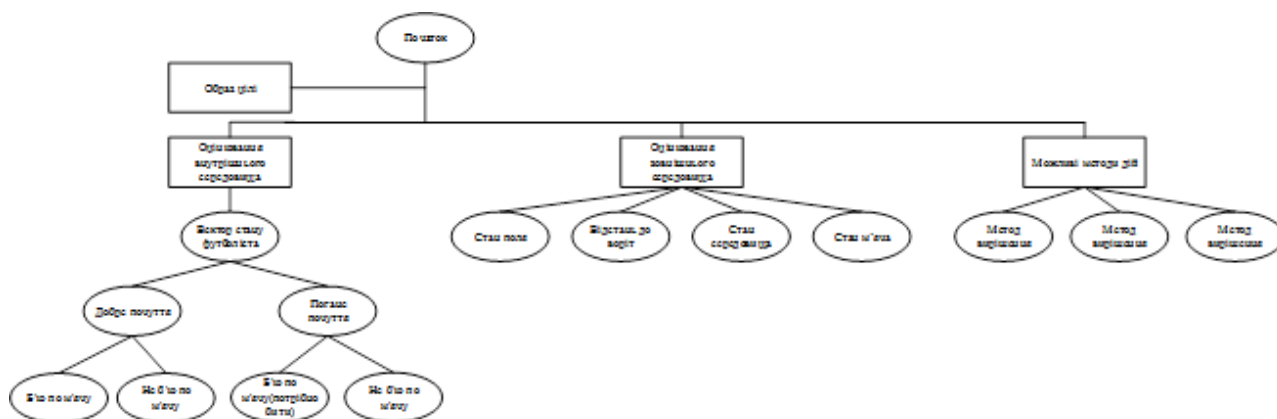 Початок
Образ цілі
Оцінювання
внутрішнього
середовища
Оцінювання
зовнішнього
середовища
Можливі методи дій
Вектор стану
футболіста
Стан поля
Відстань до
воріт
Стан
середовища
Стан м'яча
Метод
вирішення
Метод
вирішення
Метод
вирішення
Добре почуття
Погане
почуття
Б'ю по м'ячу
Не б'ю по
м'ячу
Б'ю по
м'ячу(потрібно
бити)
Не б'ю по
м'ячу